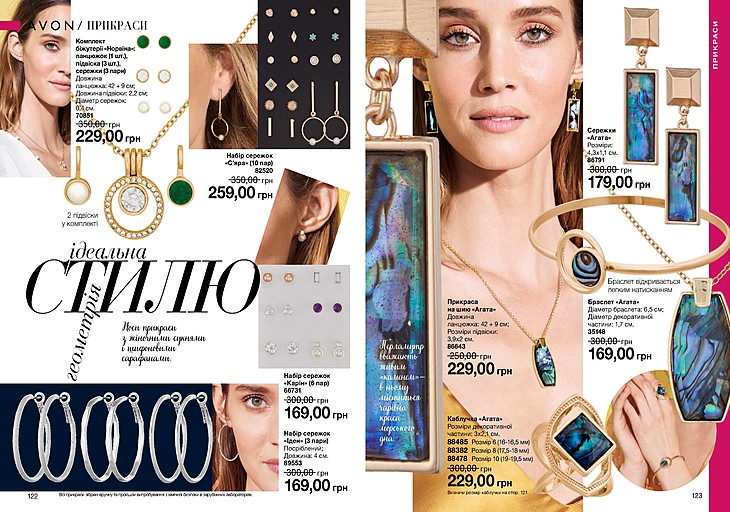 AVON / ПРИКРАСИ
Комплект
біжутерії «Норвіна»:
ланцюжок (1 шт.),
підвіска (3 шт.),
сережки (3 пари)
Довжина
ланцюжка: 42 + 9 см;
Довжина підвіски: 2,2 см;
Діаметр сережок:
0,4 см.
70851
350,00 грн
229,00 грн
2 підвіски
у комплекті
Набір сережок
«С'яра» (10 пар)
82520
350,00 грн
259,00 грн
ідеальна
СТИЛЮ
геометрія
Носи прикраси
з жіночними сукнями
і шифоновими
сарафанами.
Набір сережок
«Карін» (6 пар)
66731
300,00 грн
169,00 грн
Набір сережок
«Іден» (3 пари)
Посріблений;
Довжина: 4 см.
89553
300,00 грн
169,00 грн
122
ПРИКРАСИ
Сережки
«Агата»
Розміри:
4,3х1,1 см.
86791
300,00 грн
179,00 грн
Браслет відкривається
легким натисканням
Прикраса
на шию «Агата»
Довжина
ланцюжка: 42 + 9 см;
Розміри підвіски:
3,9х2 см.
86643
250,00 грн
229,00 грн
Браслет «Агата»
Діаметр браслета: 6,5 см;
Діаметр декоративної
частини: 1,7 см.
35148
300,00 грн
169,00 грн
Перламутр
вважають
живим
«каменем» –
в ньому
міститься
чарівна
краса
морського
дна.
Каблучка «Агата»
Розміри декоративної
частини: 3х2,1 см.
88485 Розмір 6 (16-16,5 мм)
88382 Розмір 8 (17,5-18 мм)
88478 Розмір 10 (19-19,5 мм)
300,00 грн
229,00 грн
Визначи розмір каблучки на стор. 121
123